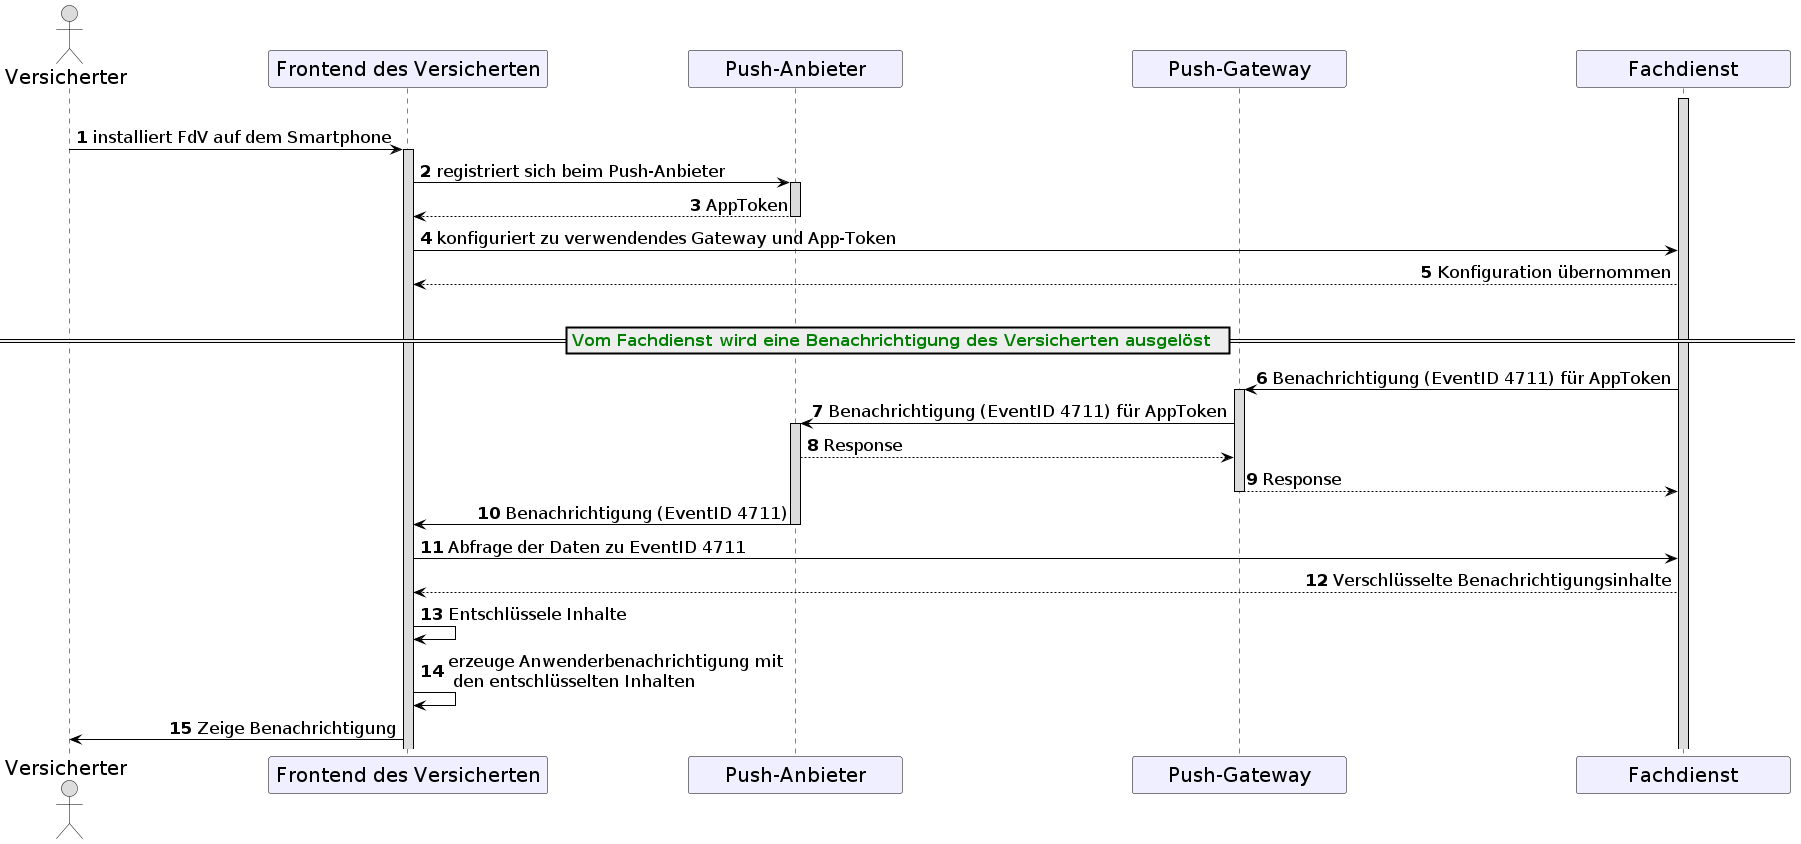 Versicherter
Frontend des Versicherten
Push-Anbieter
Push-Gateway
Fachdienst
1 installiert FdV auf dem Smartphone
2 registriert sich beim Push-Anbieter
3 AppToken
4 konfiguriert zu verwendendes Gateway und App-Token
5 Konfiguration übernommen
Vom Fachdienst wird eine Benachrichtigung des Versicherten ausgelöst
6 Benachrichtigung (EventID 4711) für AppToken
7 Benachrichtigung (EventID 4711) für AppToken
8 Response
9 Response
10 Benachrichtigung (EventID 4711)
11 Abfrage der Daten zu EventID 4711
12 Verschlüsselte Benachrichtigungsinhalte
13 Entschlüssele Inhalte
14 erzeuge Anwenderbenachrichtigung mit
den entschlüsselten Inhalten
15 Zeige Benachrichtigung
Versicherter
Frontend des Versicherten
Push-Anbieter
Push-Gateway
Fachdienst